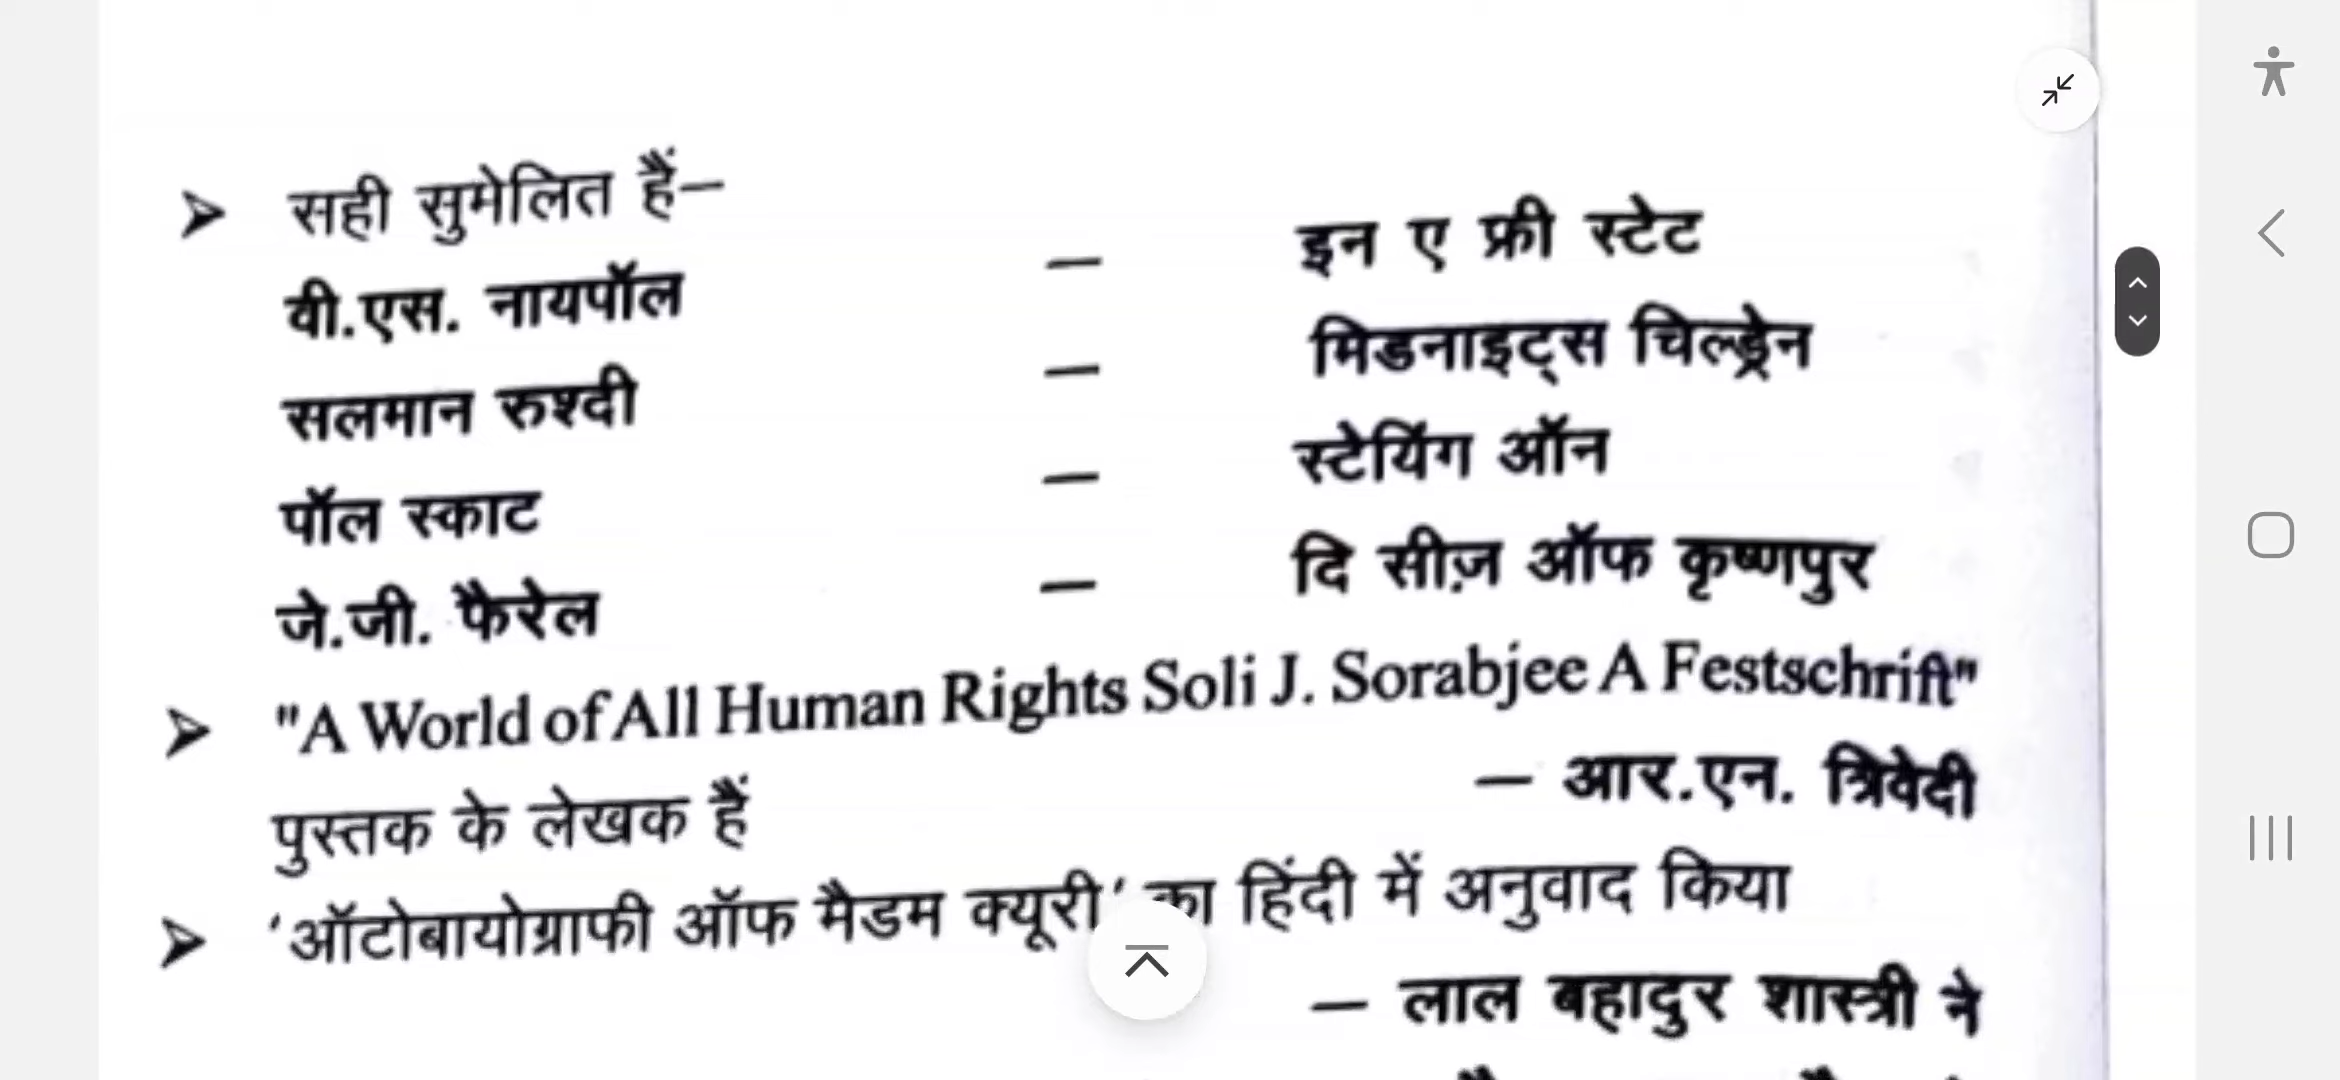 ➤ सही सुमेलित हैं–
वी.एस. नायपॉल — इन ए फ्री स्टेट
सलमान रुश्दी — मिडनाइट्स चिल्ड्रेन
पॉल स्काट — स्टेयिंग ऑन
जे.जी. फैरेल — दि सीज़ ऑफ कृष्णपुर
➤ "A World of All Human Rights Soli J. Sorabjee A Festschrift"
पुस्तक के लेखक हैं — आर.एन. त्रिवेदी
➤ 'ऑटोबायोग्राफी ऑफ मैडम क्यूरी' का हिंदी में अनुवाद किया
— लाल बहादुर शास्त्री ने